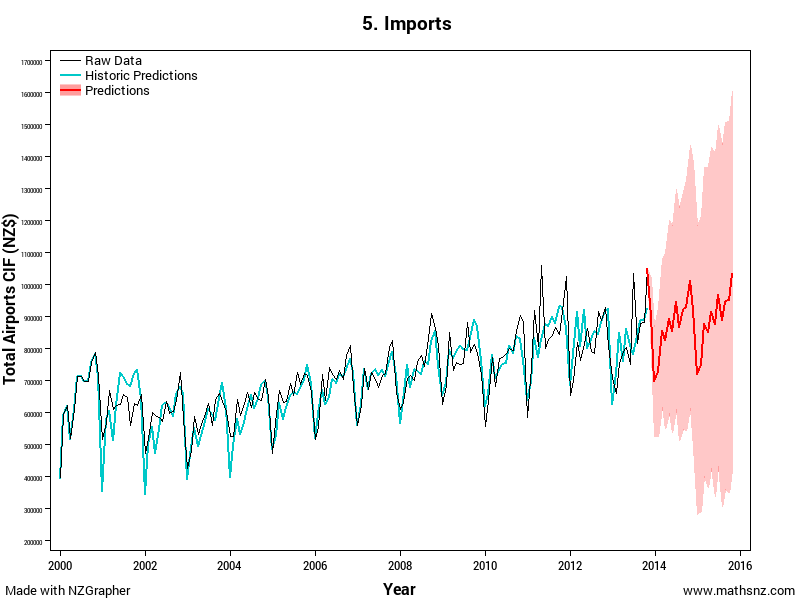 5. Imports
Raw Data
Historic Predictions
Predictions
Total Airports CIF (NZ$)
1700000
1600000
1500000
1400000
1300000
1200000
1100000
1000000
900000
800000
700000
600000
500000
400000
300000
200000
2000 2002 2004 2006 2008 2010 2012 2014 2016
Year
Made with NZGrapher
www.mathsnz.com